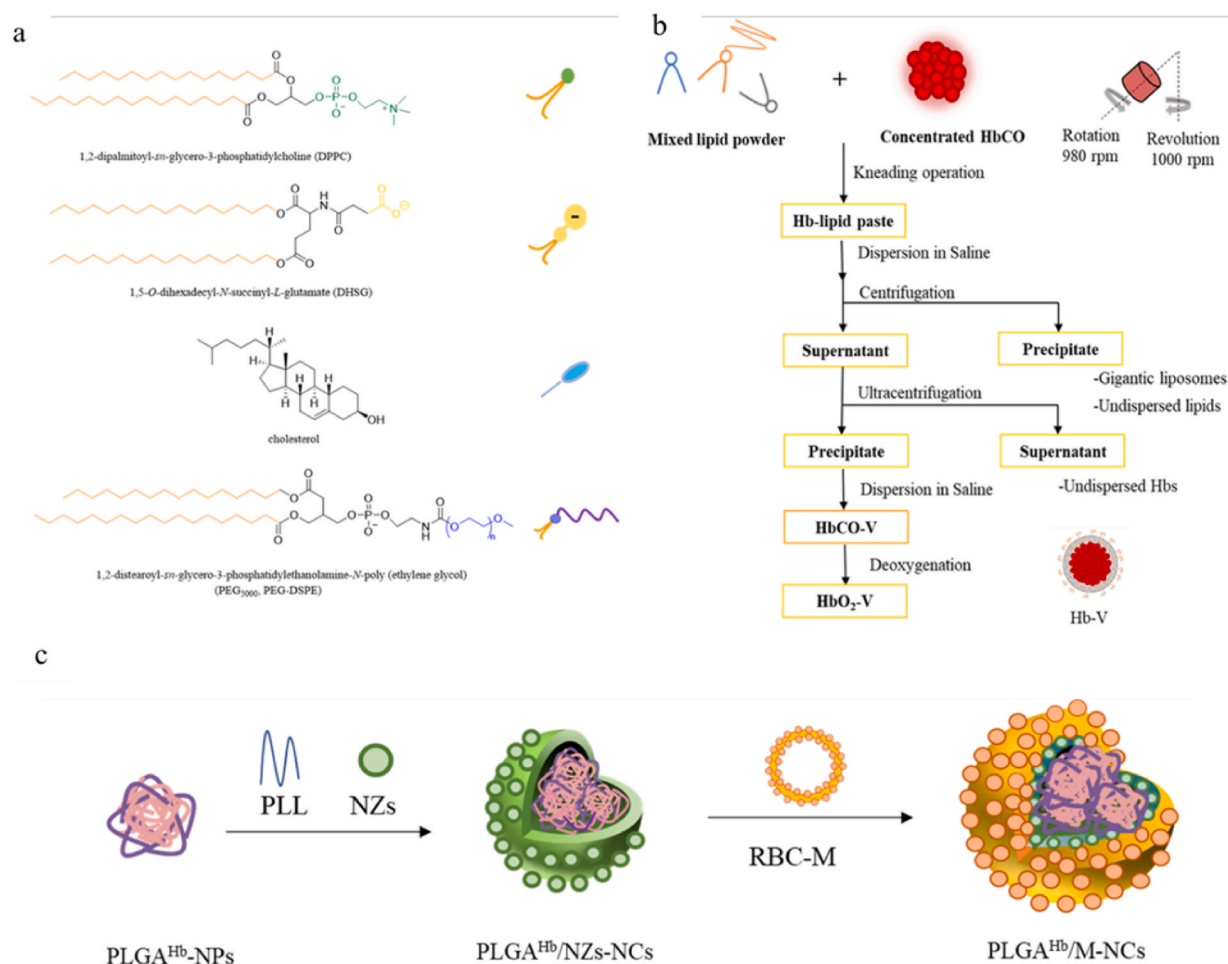 a
1,2-dipalmitoyl-sn-glycero-3-phosphatidylcholine (DPPC)
1,5-O-dihexadecyl-N-succinyl-L-glutamate (DHSG)
cholesterol
1,2-distearoyl-sn-glycero-3-phosphatidylethanolamine-N-poly (ethylene glycol)
(PEG5000, PEG-DSPE)
b
Mixed lipid powder
+
Concentrated HbCO
Rotation
980 rpm
Revolution
1000 rpm
Kneading operation
Hb-lipid paste
Dispersion in Saline
Centrifugation
Supernatant
Precipitate
-Gigantic liposomes
-Undispersed lipids
Ultracentrifugation
Precipitate
Supernatant
-Undispersed Hbs
Dispersion in Saline
HbCO-V
Deoxygenation
HbO2-V
Hb-V
c
PLL
NZs
RBC-M
PLGAHb-NPs
PLGAHb/NZs-NCs
PLGAHb/M-NCs